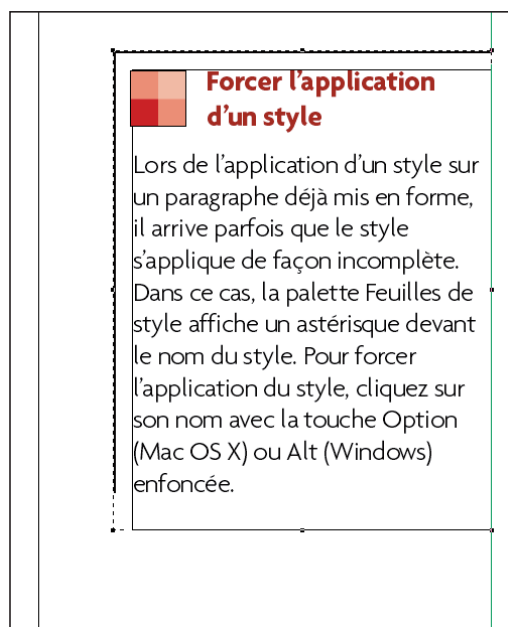 Forcer l’application
d’un style
Lors de l’application d’un style sur
un paragraphe déjà mis en forme,
il arrive parfois que le style
s’applique de façon incomplète.
Dans ce cas, la palette Feuilles de
style affiche un astérisque devant
le nom du style. Pour forcer
l’application du style, cliquez sur
son nom avec la touche Option
(Mac OS X) ou Alt (Windows)
enfoncée.